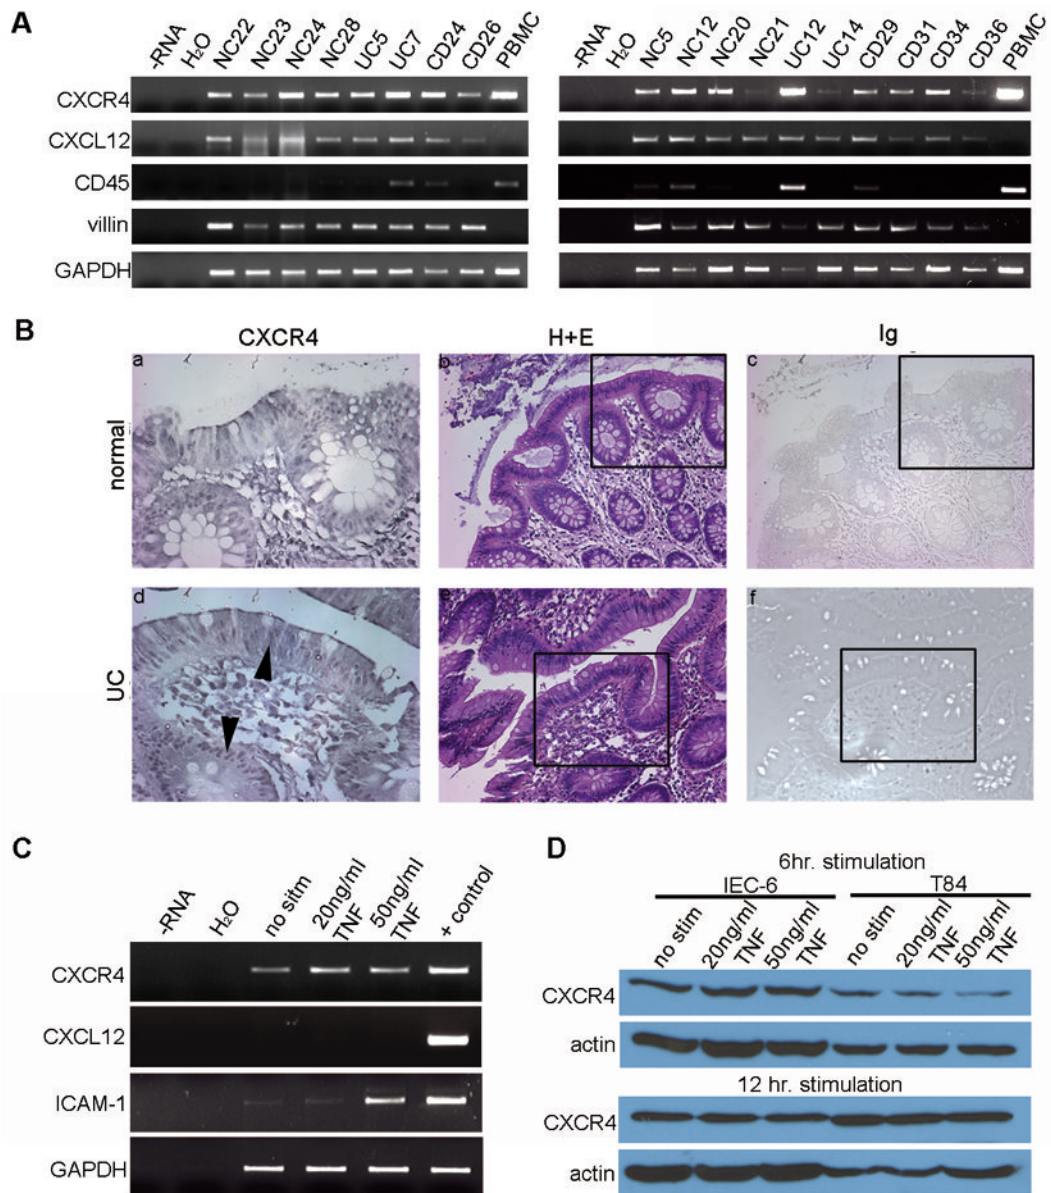 A
-RNA H₂O NC22 NC23 NC24 NC28 UC5 UC7 CD24 CD26 PBMC
-RNA H₂O NC5 NC12 NC20 NC21 UC12 UC14 CD29 CD31 CD34 CD36 PBMC
CXCR4
CXCL12
CD45
villin
GAPDH
B
CXCR4 H+E Ig
normal
a b c
UC
d e f
C
-RNA H₂O no sitm 20ng/ml TNF 50ng/ml TNF + control
CXCR4
CXCL12
ICAM-1
GAPDH
D
6hr. stimulation
IEC-6 T84
no stim 20ng/ml TNF 50ng/ml TNF no stim 20ng/ml TNF 50ng/ml TNF
CXCR4
actin
12 hr. stimulation
CXCR4
actin